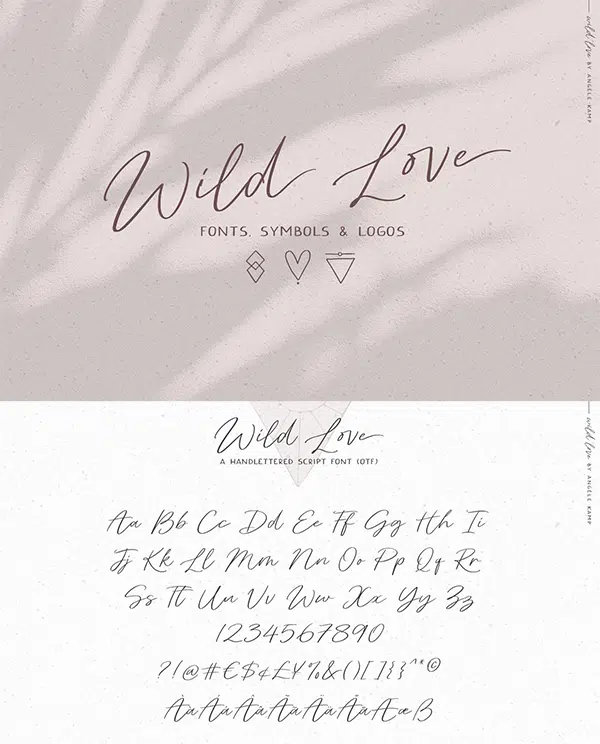 wild love BY ANGELE KAMP
Wild Love
FONTS, SYMBOLS & LOGOS
wild love BY ANGELE KAMP
Wild Love
A HANDLETTERED SCRIPT FONT (OTF)
Aa Bb Cc Dd Ee Ff Gg Hh Ii
Jj Kk Ll Mm Nn Oo Pp Qq Rr
Ss Tt Uu Vv Ww Xx Yy Zz
1234567890
?!@#€$¢£¥%&()[]{}^*©